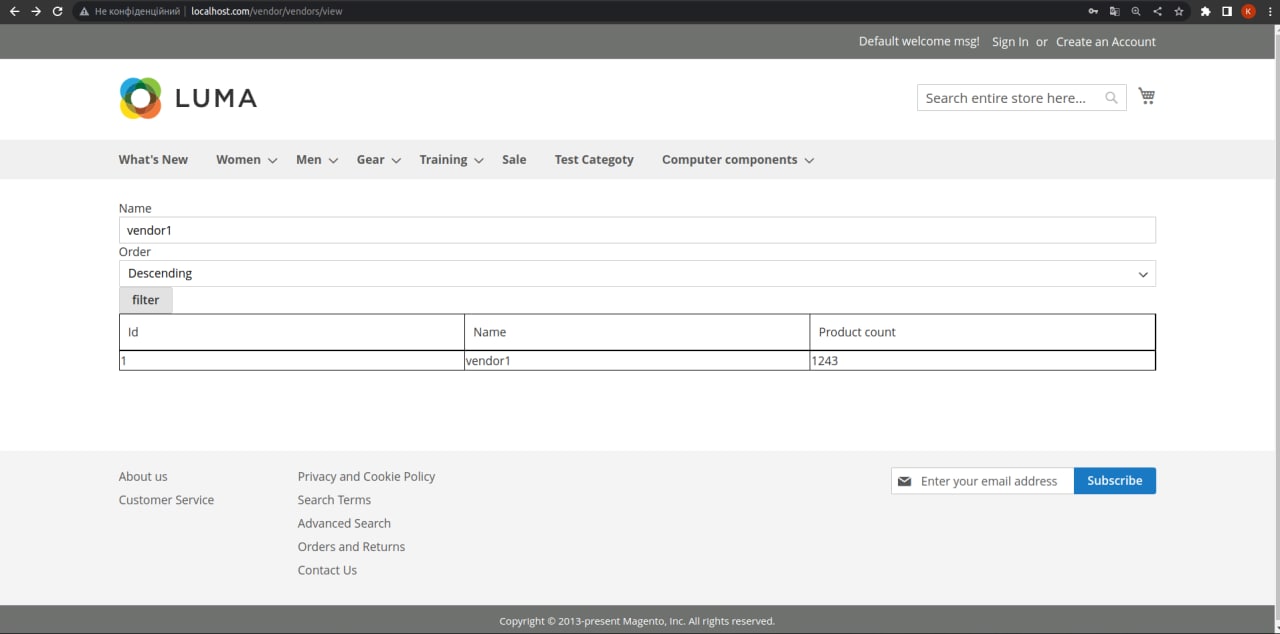 Не конфіденційний | localhost.com/vendor/vendors/view
K
Default welcome msg! Sign In or Create an Account
LUMA
Search entire store here...
What's New Women Men Gear Training Sale Test Categoty Computer components
Name
vendor1
Order
Descending
filter
Id Name Product count
1 vendor1 1243
About us Privacy and Cookie Policy Enter your email address Subscribe
Customer Service Search Terms
Advanced Search
Orders and Returns
Contact Us
Copyright © 2013-present Magento, Inc. All rights reserved.